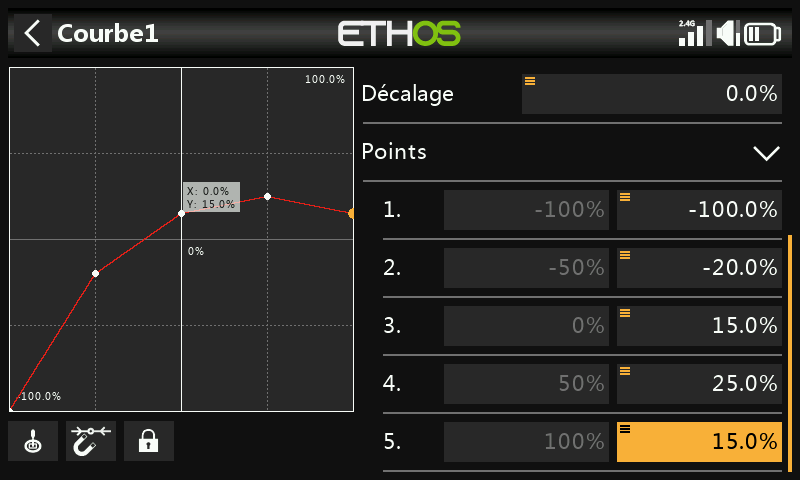 Courbe1
ETHOS
2.4G
100.0%
X: 0.0%
Y: 15.0%
0%
-100.0%
Décalage
0.0%
Points
1. -100% -100.0%
2. -50% -20.0%
3. 0% 15.0%
4. 50% 25.0%
5. 100% 15.0%